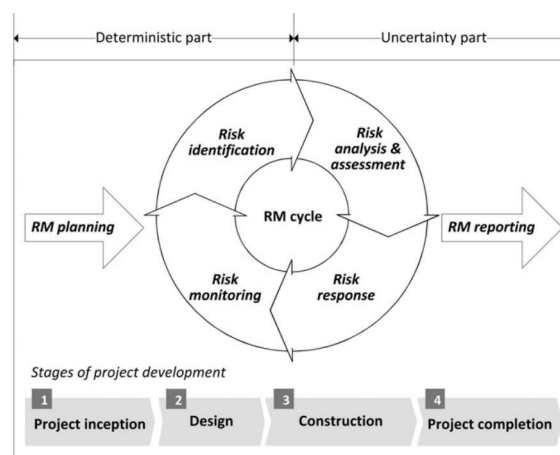 Deterministic part
Uncertainty part
Risk
identification
Risk
analysis &
assessment
RM planning
RM cycle
RM reporting
Risk
monitoring
Risk
response
Stages of project development
1
Project inception
2
Design
3
Construction
4
Project completion